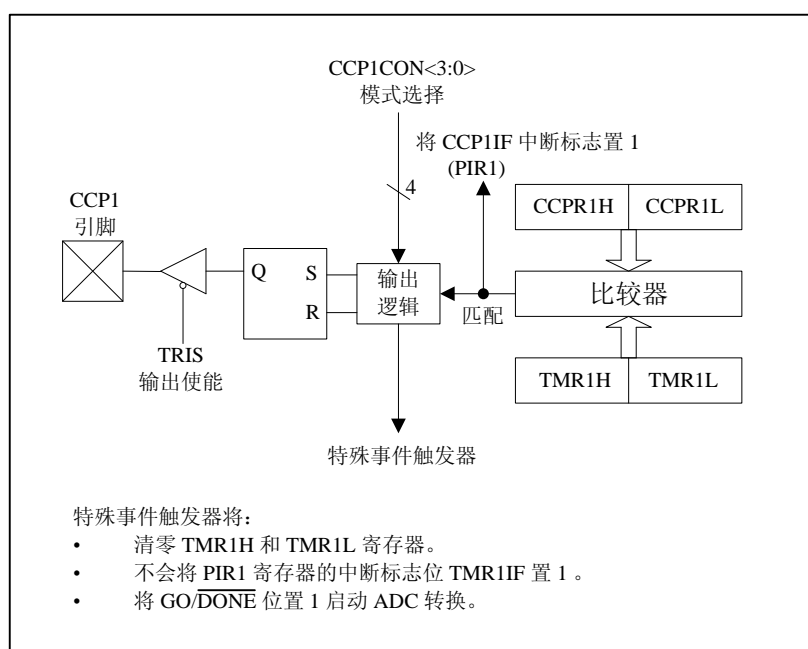 CCP1CON<3:0>
模式选择
将 CCP1IF 中断标志置 1
(PIR1)
4
CCP1
引脚
CCPR1H
CCPR1L
Q
S
R
输出
逻辑
匹配
比较器
TRIS
输出使能
TMR1H
TMR1L
特殊事件触发器
特殊事件触发器将:
• 清零 TMR1H 和 TMR1L 寄存器。
• 不会将 PIR1 寄存器的中断标志位 TMR1IF 置 1 。
• 将 GO/DONE 位置 1 启动 ADC 转换。